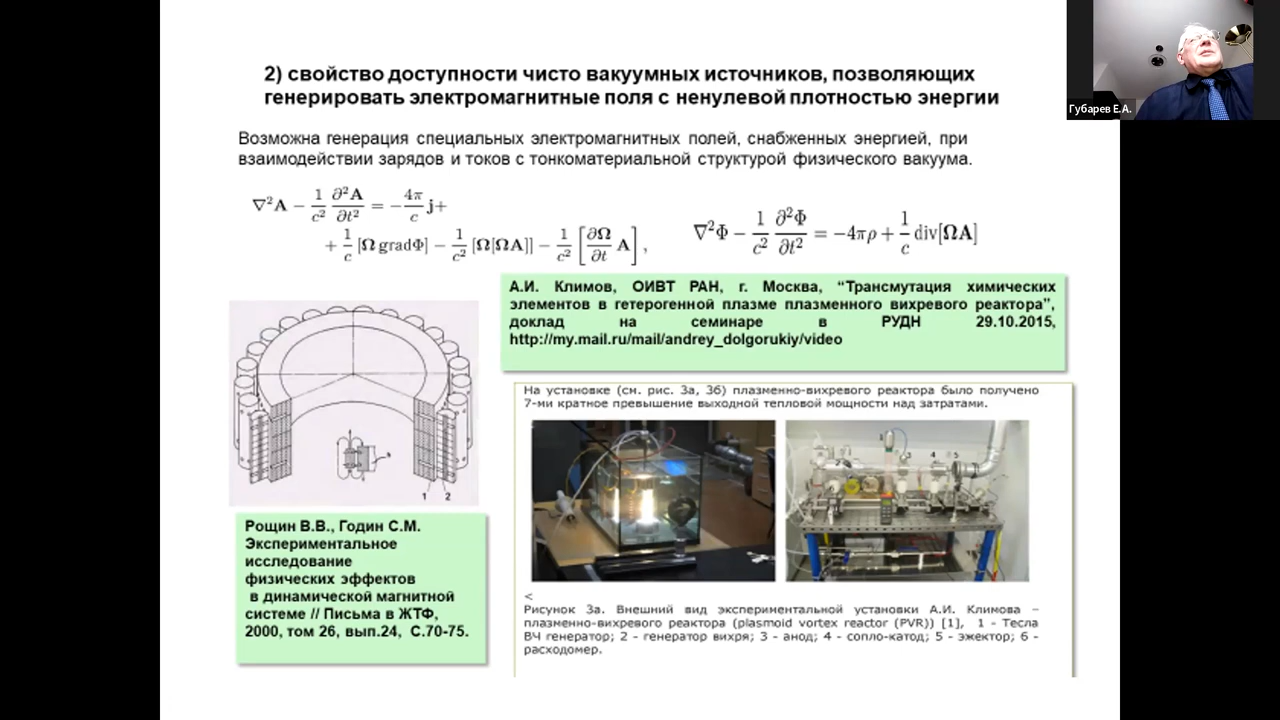 2) свойство доступности чисто вакуумных источников, позволяющих
генерировать электромагнитные поля с ненулевой плотностью энергии
Губарев Е.А.
Возможна генерация специальных электромагнитных полей, снабженных энергией, при
взаимодействии зарядов и токов с тонкоматериальной структурой физического вакуума.
∇²A − 1/c² ∂²A/∂t² = −4π/c j+
+ 1/c [Ω gradΦ] − 1/c² [Ω[ΩA]] − 1/c² [∂Ω/∂t A],
∇²Φ − 1/c² ∂²Φ/∂t² = −4πρ + 1/c div[ΩA]
А.И. Климов, ОИВТ РАН, г. Москва, “Трансмутация химических
элементов в гетерогенной плазме плазменного вихревого реактора”,
доклад на семинаре в РУДН 29.10.2015,
http://my.mail.ru/mail/andrey_dolgorukiy/video
1 2
Рощин В.В., Годин С.М.
Экспериментальное
исследование
физических эффектов
в динамической магнитной
системе // Письма в ЖТФ,
2000, том 26, вып.24, С.70-75.
На установке (см. рис. 3а, 3б) плазменно-вихревого реактора было получено
7-ми кратное превышение выходной тепловой мощности над затратами.
3 4 5
<
Рисунок 3а. Внешний вид экспериментальной установки А.И. Климова –
плазменно-вихревого реактора (plasmoid vortex reactor (PVR)) [1], 1 - Тесла
ВЧ генератор; 2 - генератор вихря; 3 - анод; 4 - сопло-катод; 5 - эжектор; 6 -
расходомер.